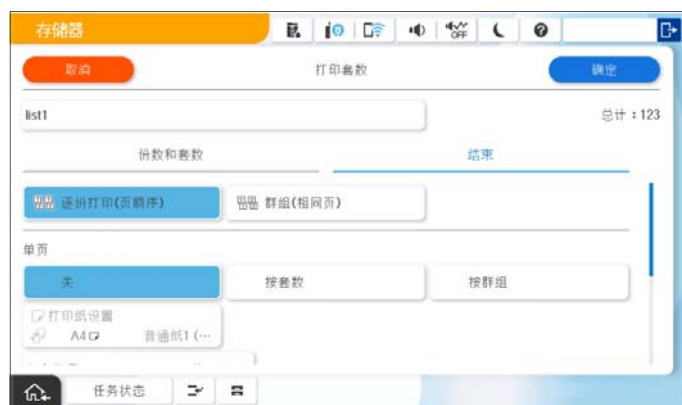 存储器
OFF
取消
打印套数
确定
list1
总计：123
份数和套数
结束
逐份打印(页顺序)
群组(相同页)
单页
关
按套数
按群组
打印纸设置
A4
普通纸1 (…
任务状态